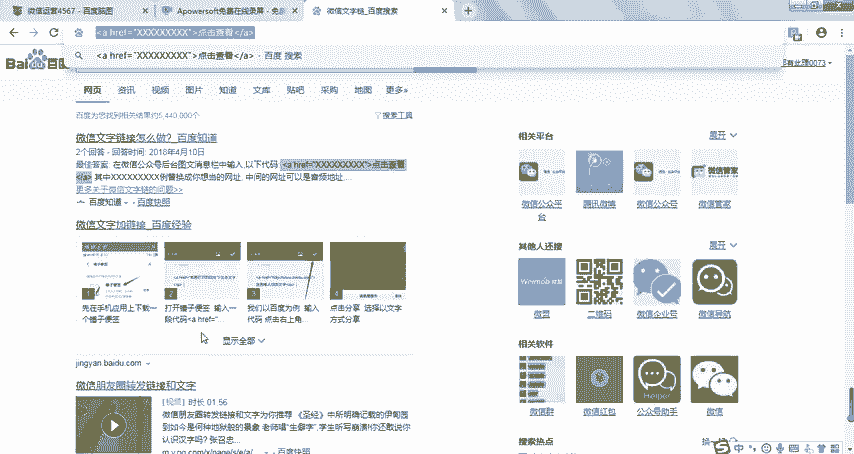 微信运营4567 - 百度脑图
Apowersoft免费在线录屏 - 免
微信文字链_百度搜索
<a href="XXXXXXXXX">点击查看</a>
<a href="XXXXXXXXX">点击查看</a> - 百度 搜索
Bai
0073
网页 资讯 视频 图片 知道 文库 贴吧 采购 地图 更多»
百度为您找到相关结果约5,440,000个
搜索工具
微信文字链接怎么做?_百度知道
2个回答 - 回答时间: 2018年4月10日
最佳答案: 在微信公众号后台图文消息栏中输入,以下代码 <a href="XXXXXXXXX">点击查看
</a> 其中XXXXXXXXX例替换成你想当的网址, 中间的网址可以是音频地址....
更多关于微信文字链的问题>>
百度知道 - 百度快照
微信文字加链接_百度经验
1 2 3 4
先在手机应用上下载一个锤子便签
打开锤子便签 输入一段代码<a href="...
我们以百度为例 输入代码 点击右上角...
点击分享 选择以文字方式分享
显示全部
jingyan.baidu.com
微信朋友圈转发链接和文字
[视频] 时长 01:56
微信朋友圈转发链接和文字为你推荐 《圣经》中所明确记载的伊甸园
到如今是何种地狱般的景象 老师唱"生僻字",学生听写崩溃!你还敢说你
认识汉字吗? 张召忠...
百度快照
相关平台
展开
微信公众平台
腾讯微博
微信公众号
微信管家
其他人还搜
展开
Weimob
微盟
二维码
微信企业号
微信导航
相关软件
Helper
微信群
微信红包
公众号助手
微信
搜索热点
中